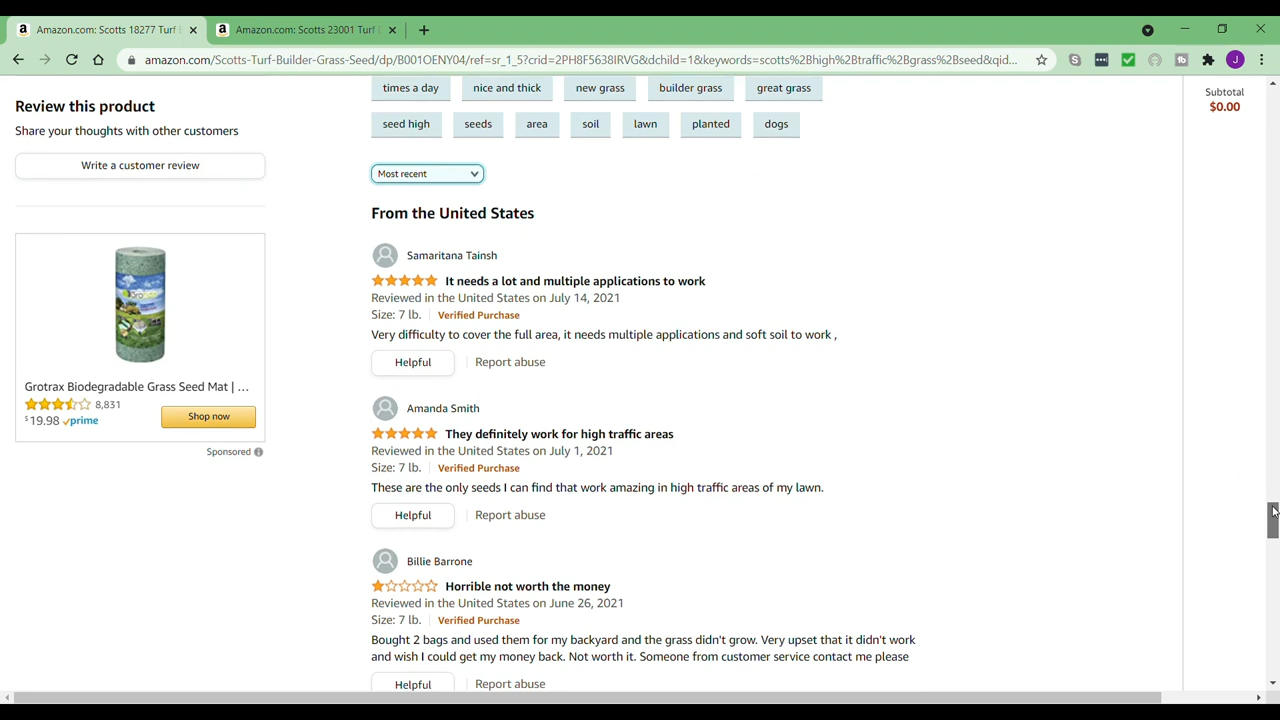 Amazon.com: Scotts 18277 Turf
Amazon.com: Scotts 23001 Turf
amazon.com/Scotts-Turf-Builder-Grass-Seed/dp/B001OENY04/ref=sr_1_5?crid=2PH8F5638IRVG&dchild=1&keywords=scotts%2Bhigh%2Btraffic%2Bgrass%2Bseed&qid...
J
Review this product
Share your thoughts with other customers
Write a customer review
Grotrax Biodegradable Grass Seed Mat | ...
8,831
$19.98 prime
Shop now
Sponsored
times a day
nice and thick
new grass
builder grass
great grass
seed high
seeds
area
soil
lawn
planted
dogs
Most recent
From the United States
Samaritana Tainsh
It needs a lot and multiple applications to work
Reviewed in the United States on July 14, 2021
Size: 7 lb. Verified Purchase
Very difficulty to cover the full area, it needs multiple applications and soft soil to work ,
Helpful
Report abuse
Amanda Smith
They definitely work for high traffic areas
Reviewed in the United States on July 1, 2021
Size: 7 lb. Verified Purchase
These are the only seeds I can find that work amazing in high traffic areas of my lawn.
Helpful
Report abuse
Billie Barrone
Horrible not worth the money
Reviewed in the United States on June 26, 2021
Size: 7 lb. Verified Purchase
Bought 2 bags and used them for my backyard and the grass didn't grow. Very upset that it didn't work
and wish I could get my money back. Not worth it. Someone from customer service contact me please
Helpful
Report abuse
Subtotal
$0.00